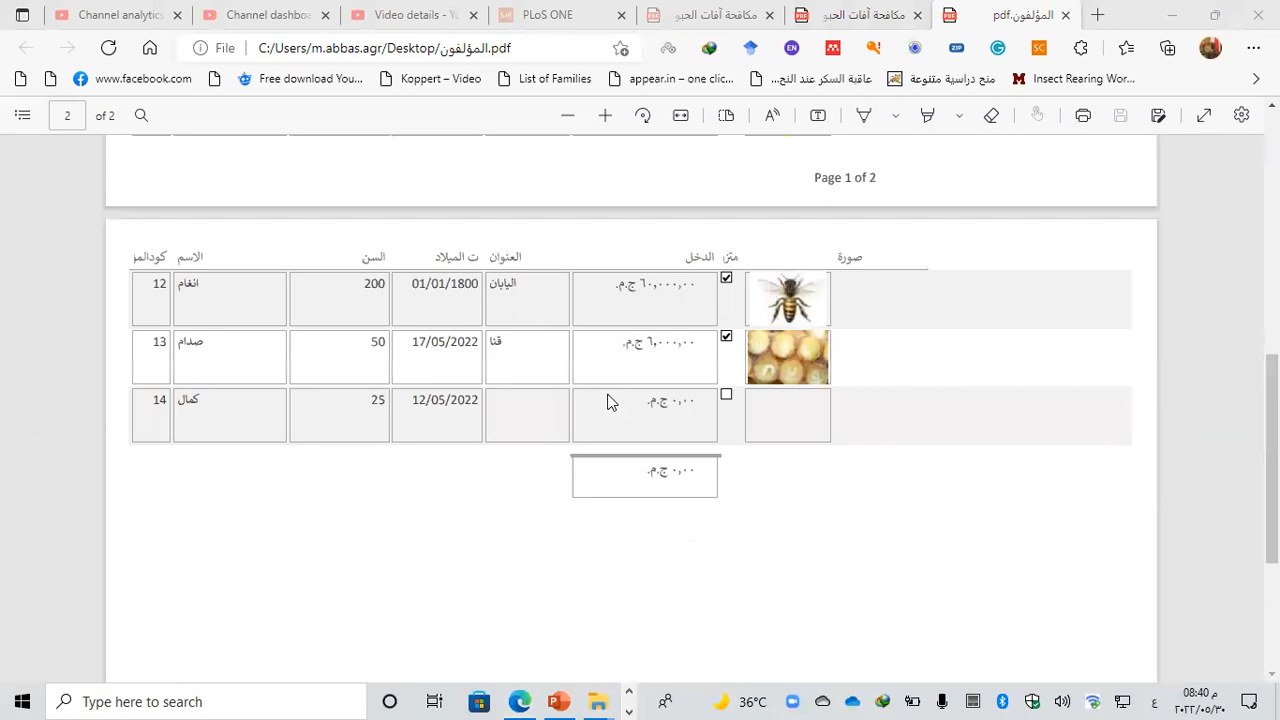 Channel analytics
Channel dashbo
Video details - Yo
SJR PLoS ONE
مكافحة آفات الحبو
مكافحة آفات الحبو
المؤلفون.pdf
File
C:/Users/m.abbas.agr/Desktop/المؤلفون.pdf
www.facebook.com
Free download You...
Koppert – Video
List of Families
appear.in – one clic...
عاقبة السكر عند النح...
منح دراسية متنوعة
Insect Rearing Wor...
2 of 2
Page 1 of 2
كودالمؤ الاسم السن ت الميلاد العنوان الدخل متز صورة
12 انغام 200 01/01/1800 اليابان ٦٠,٠٠٠,٠٠ ج.م.
13 صدام 50 17/05/2022 قنا ٦,٠٠٠,٠٠ ج.م.
14 كمال 25 12/05/2022 ٠,٠٠ ج.م.
٠,٠٠ ج.م.
Type here to search
36°C
ع
08:40 م
٢٠٢٢/٠٥/٣٠